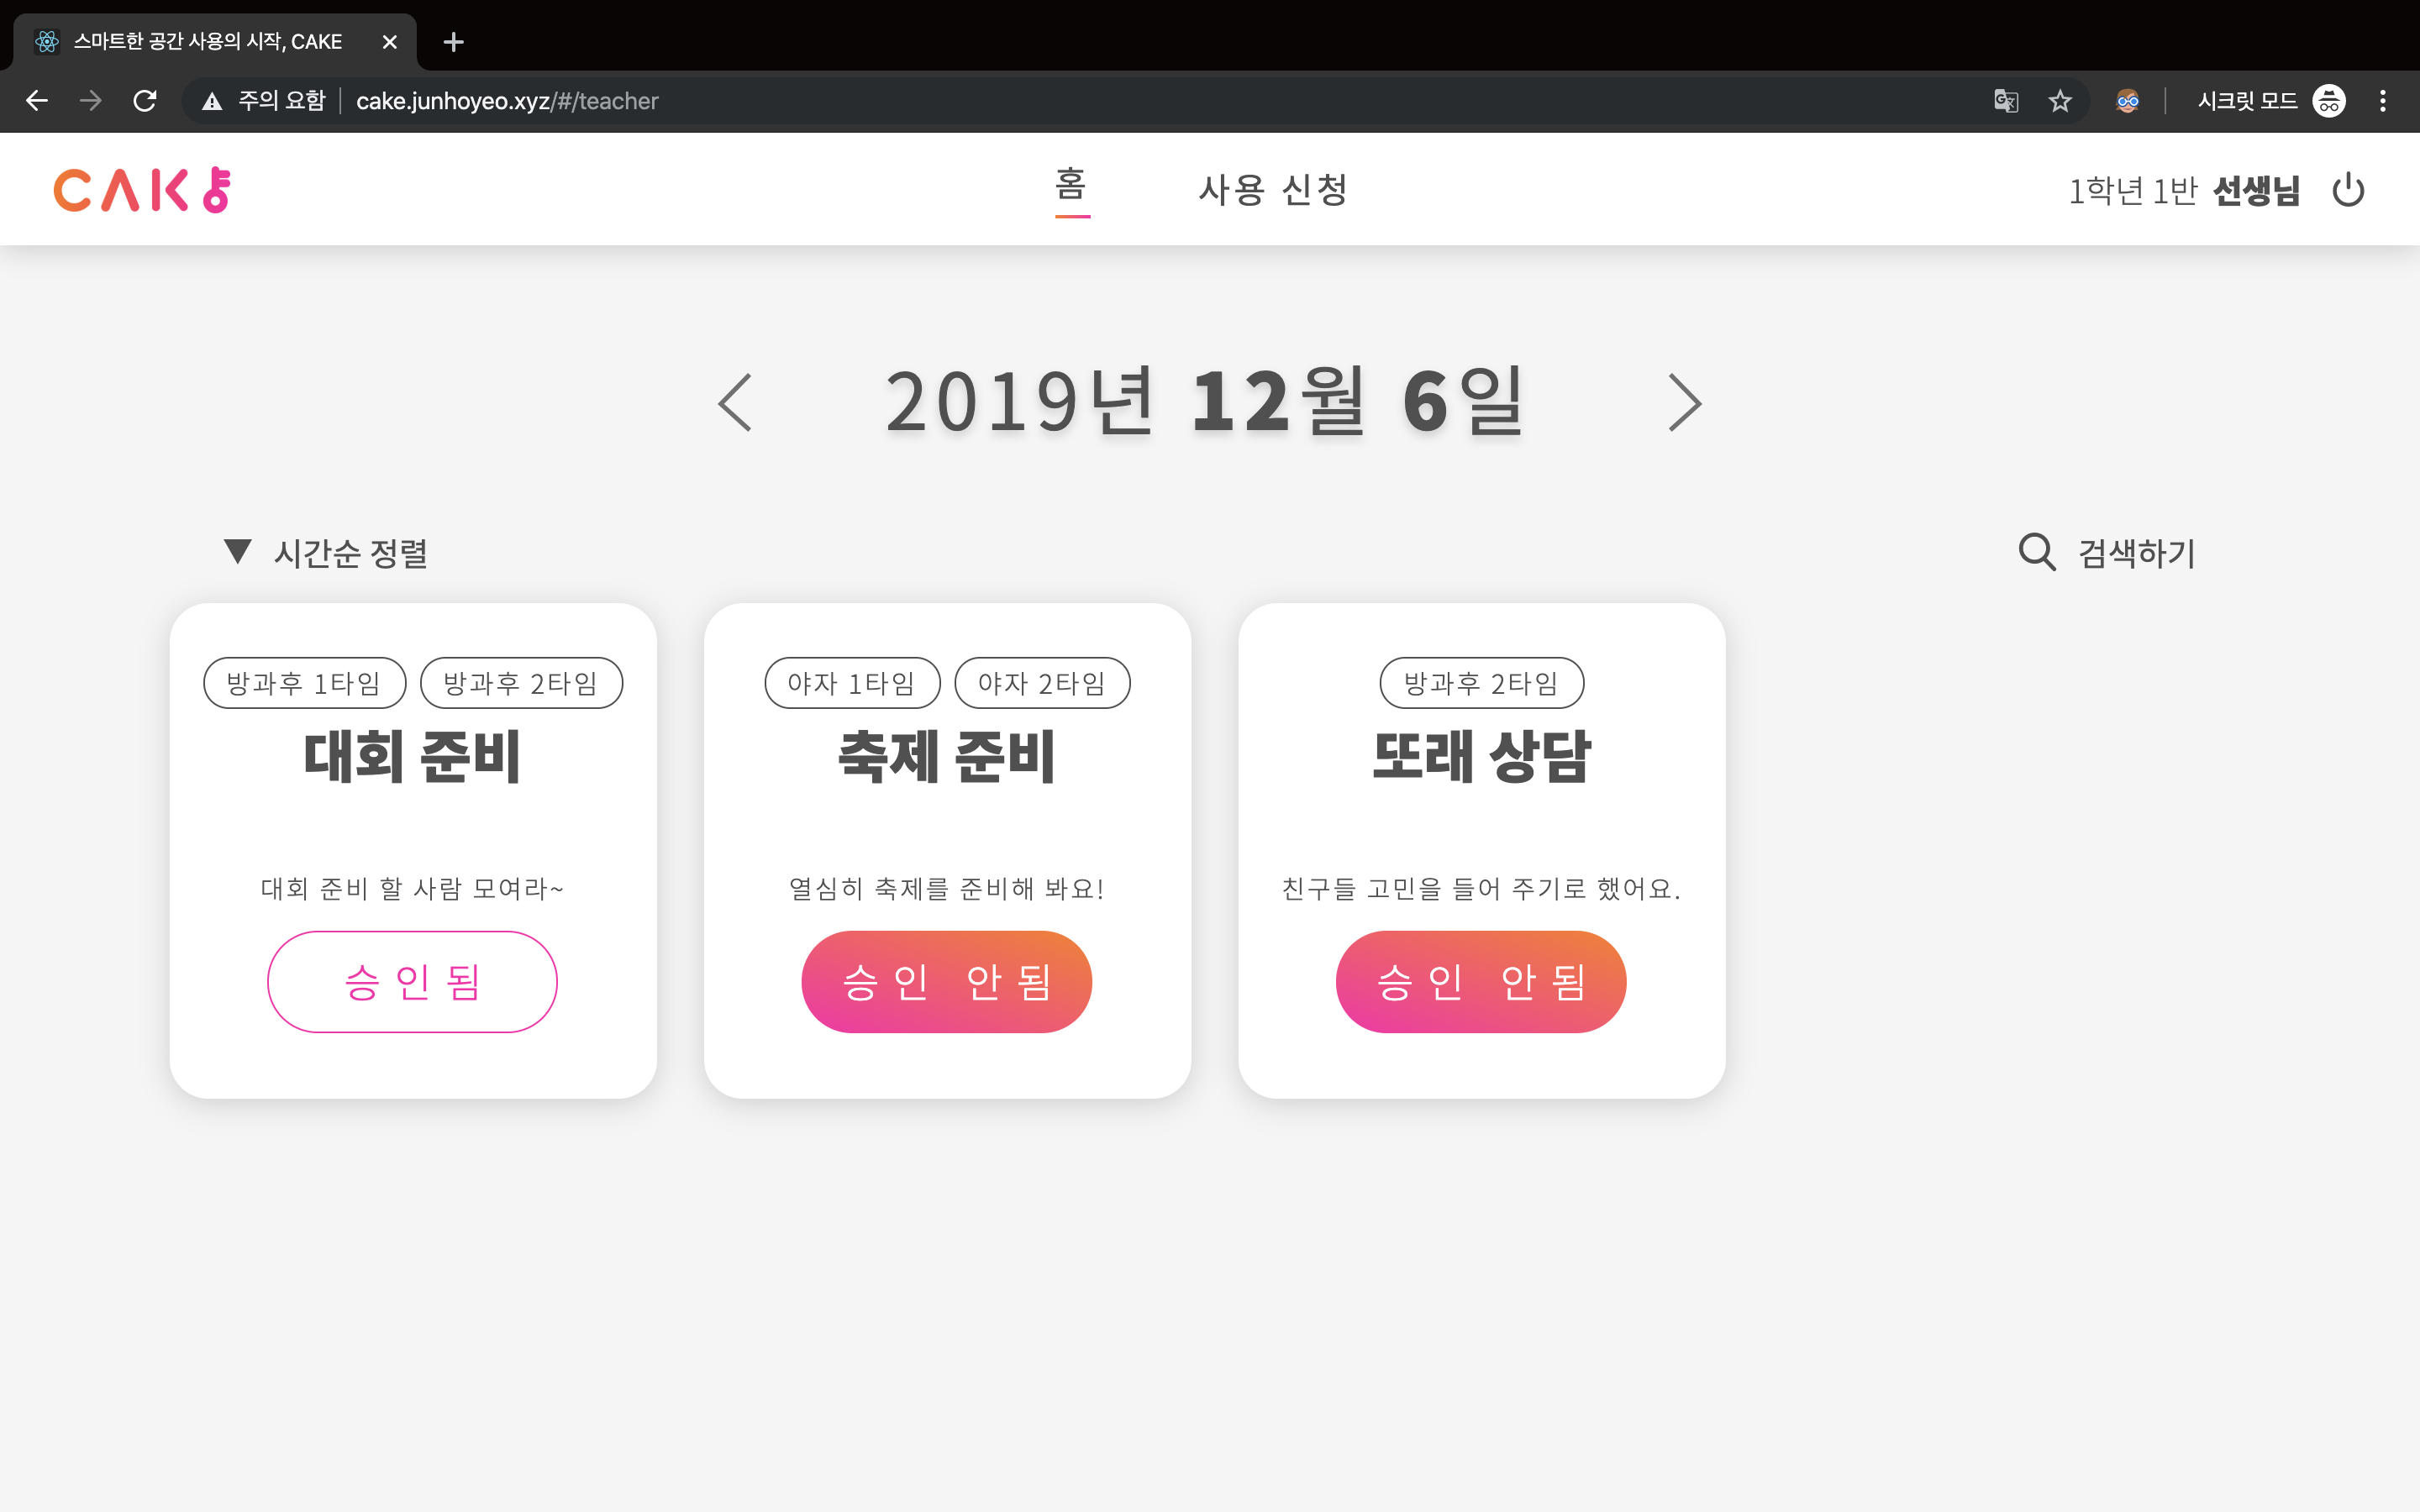 스마트한 공간 사용의 시작, CAKE
주의 요함 cake.junhoyeo.xyz/#/teacher 시크릿 모드
CAKE 홈 사용 신청 1학년 1반 선생님
2019년 12월 6일
▼ 시간순 정렬 검색하기
방과후 1타임 방과후 2타임
대회 준비
대회 준비 할 사람 모여라~
승인됨
야자 1타임 야자 2타임
축제 준비
열심히 축제를 준비해 봐요!
승인 안됨
방과후 2타임
또래 상담
친구들 고민을 들어 주기로 했어요.
승인 안됨